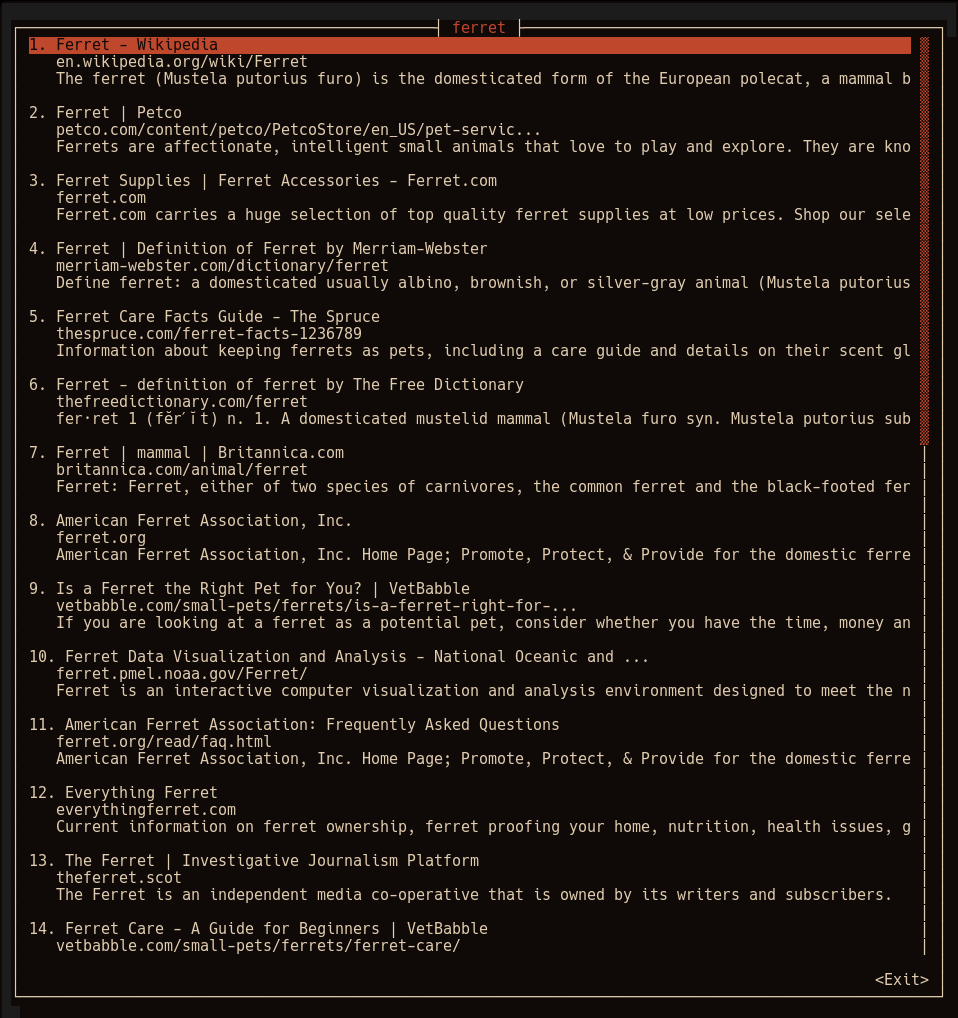 ferret
1. Ferret - Wikipedia
en.wikipedia.org/wiki/Ferret
The ferret (Mustela putorius furo) is the domesticated form of the European polecat, a mammal b
2. Ferret | Petco
petco.com/content/petco/PetcoStore/en_US/pet-servic...
Ferrets are affectionate, intelligent small animals that love to play and explore. They are kno
3. Ferret Supplies | Ferret Accessories - Ferret.com
ferret.com
Ferret.com carries a huge selection of top quality ferret supplies at low prices. Shop our sele
4. Ferret | Definition of Ferret by Merriam-Webster
merriam-webster.com/dictionary/ferret
Define ferret: a domesticated usually albino, brownish, or silver-gray animal (Mustela putorius
5. Ferret Care Facts Guide - The Spruce
thespruce.com/ferret-facts-1236789
Information about keeping ferrets as pets, including a care guide and details on their scent gl
6. Ferret - definition of ferret by The Free Dictionary
thefreedictionary.com/ferret
fer·ret 1 (fĕr′ĭt) n. 1. A domesticated mustelid mammal (Mustela furo syn. Mustela putorius sub
7. Ferret | mammal | Britannica.com
britannica.com/animal/ferret
Ferret: Ferret, either of two species of carnivores, the common ferret and the black-footed fer
8. American Ferret Association, Inc.
ferret.org
American Ferret Association, Inc. Home Page; Promote, Protect, & Provide for the domestic ferre
9. Is a Ferret the Right Pet for You? | VetBabble
vetbabble.com/small-pets/ferrets/is-a-ferret-right-for-...
If you are looking at a ferret as a potential pet, consider whether you have the time, money an
10. Ferret Data Visualization and Analysis - National Oceanic and ...
ferret.pmel.noaa.gov/Ferret/
Ferret is an interactive computer visualization and analysis environment designed to meet the n
11. American Ferret Association: Frequently Asked Questions
ferret.org/read/faq.html
American Ferret Association, Inc. Home Page; Promote, Protect, & Provide for the domestic ferre
12. Everything Ferret
everythingferret.com
Current information on ferret ownership, ferret proofing your home, nutrition, health issues, g
13. The Ferret | Investigative Journalism Platform
theferret.scot
The Ferret is an independent media co-operative that is owned by its writers and subscribers.
14. Ferret Care - A Guide for Beginners | VetBabble
vetbabble.com/small-pets/ferrets/ferret-care/
<Exit>